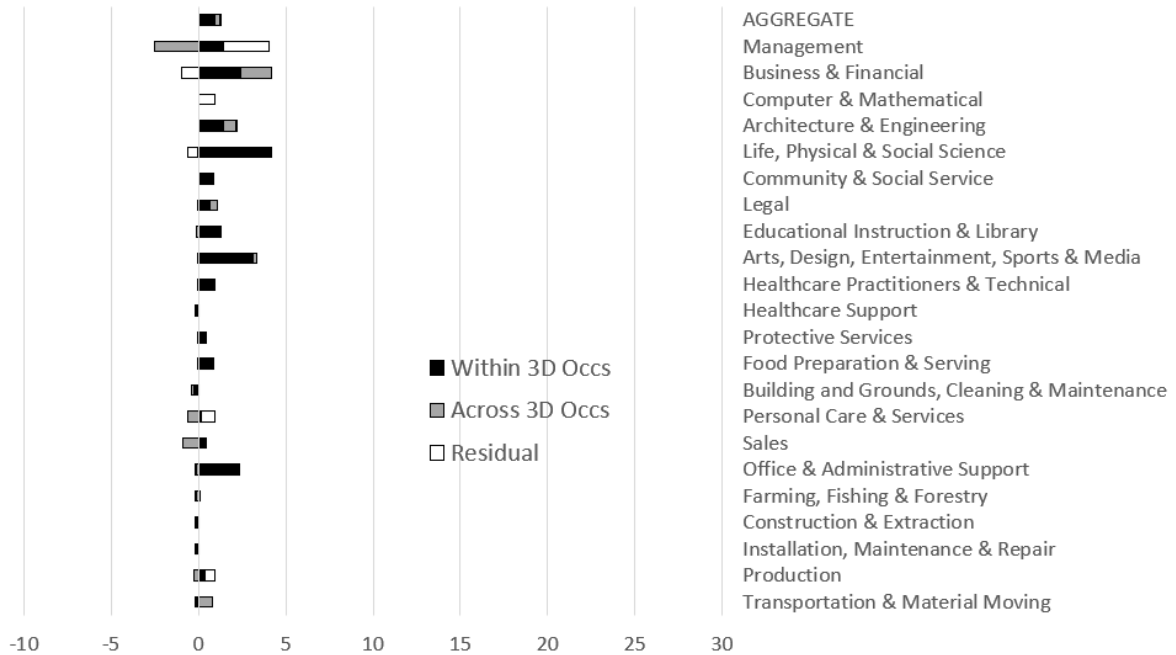 AGGREGATE
Management
Business & Financial
Computer & Mathematical
Architecture & Engineering
Life, Physical & Social Science
Community & Social Service
Legal
Educational Instruction & Library
Arts, Design, Entertainment, Sports & Media
Healthcare Practitioners & Technical
Healthcare Support
Protective Services
Food Preparation & Serving
Building and Grounds, Cleaning & Maintenance
Personal Care & Services
Sales
Office & Administrative Support
Farming, Fishing & Forestry
Construction & Extraction
Installation, Maintenance & Repair
Production
Transportation & Material Moving
Within 3D Occs
Across 3D Occs
Residual
-10 -5 0 5 10 15 20 25 30